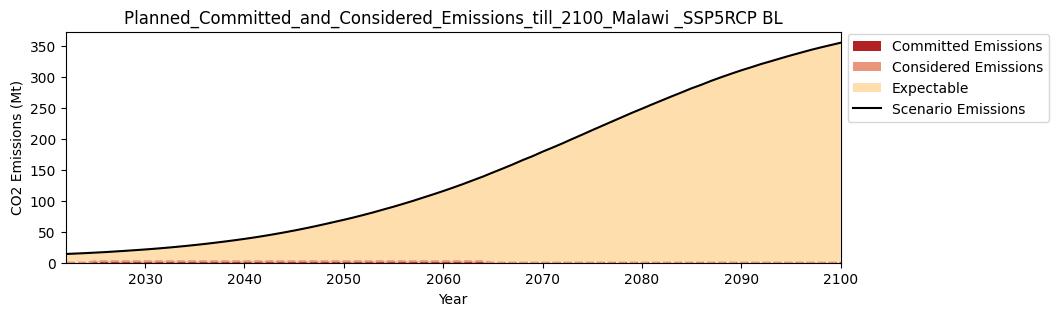 Planned_Committed_and_Considered_Emissions_till_2100_Malawi _SSP5RCP BL
CO2 Emissions (Mt)
350
300
250
200
150
100
50
0
2030 2040 2050 2060 2070 2080 2090 2100
Year
Committed Emissions
Considered Emissions
Expectable
Scenario Emissions